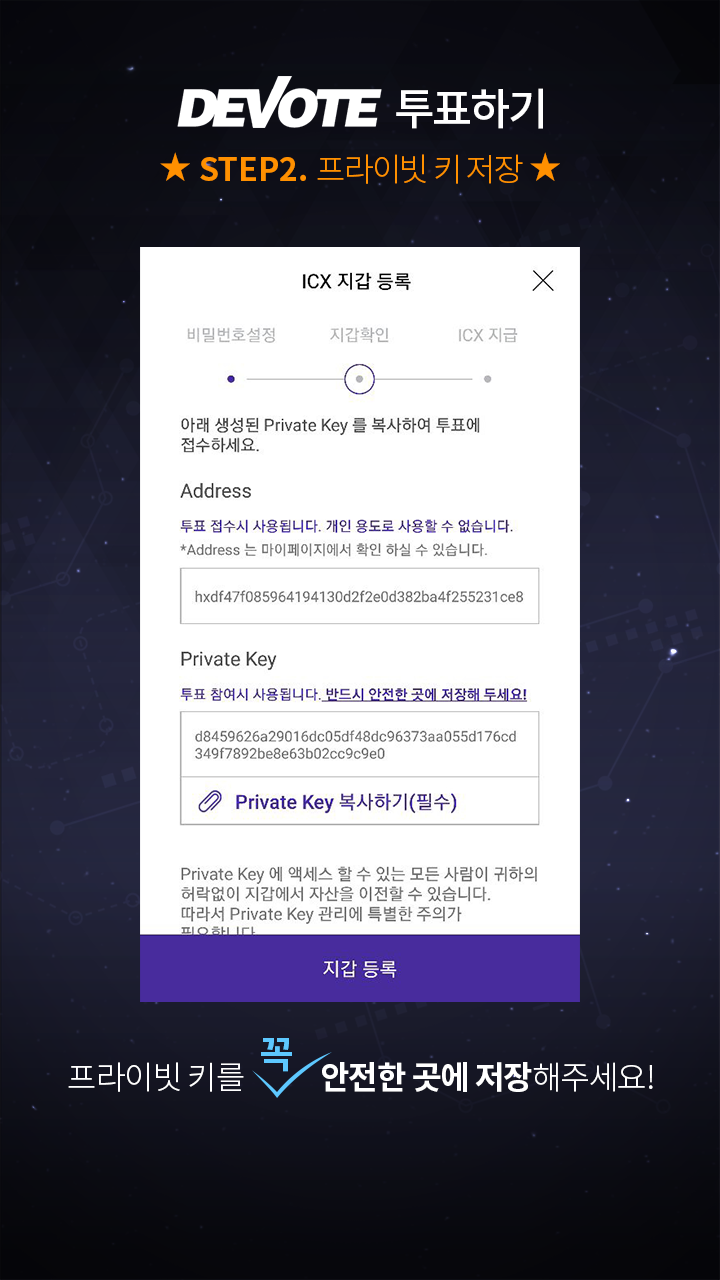 DEVOTE 투표하기
★ STEP2. 프라이빗 키 저장 ★
ICX 지갑 등록
비밀번호설정 지갑확인 ICX 지급
아래 생성된 Private Key 를 복사하여 투표에
접수하세요.
Address
투표 접수시 사용됩니다. 개인 용도로 사용할 수 없습니다.
*Address 는 마이페이지에서 확인 하실 수 있습니다.
hxdf47f085964194130d2f2e0d382ba4f255231ce8
Private Key
투표 참여시 사용됩니다. 반드시 안전한 곳에 저장해 두세요!
d8459626a29016dc05df48dc96373aa055d176cd
349f7892be8e63b02cc9c9e0
Private Key 복사하기(필수)
Private Key 에 액세스 할 수 있는 모든 사람이 귀하의
허락없이 지갑에서 자산을 이전할 수 있습니다.
따라서 Private Key 관리에 특별한 주의가
필요합니다
지갑 등록
프라이빗 키를 꼭 안전한 곳에 저장해주세요!